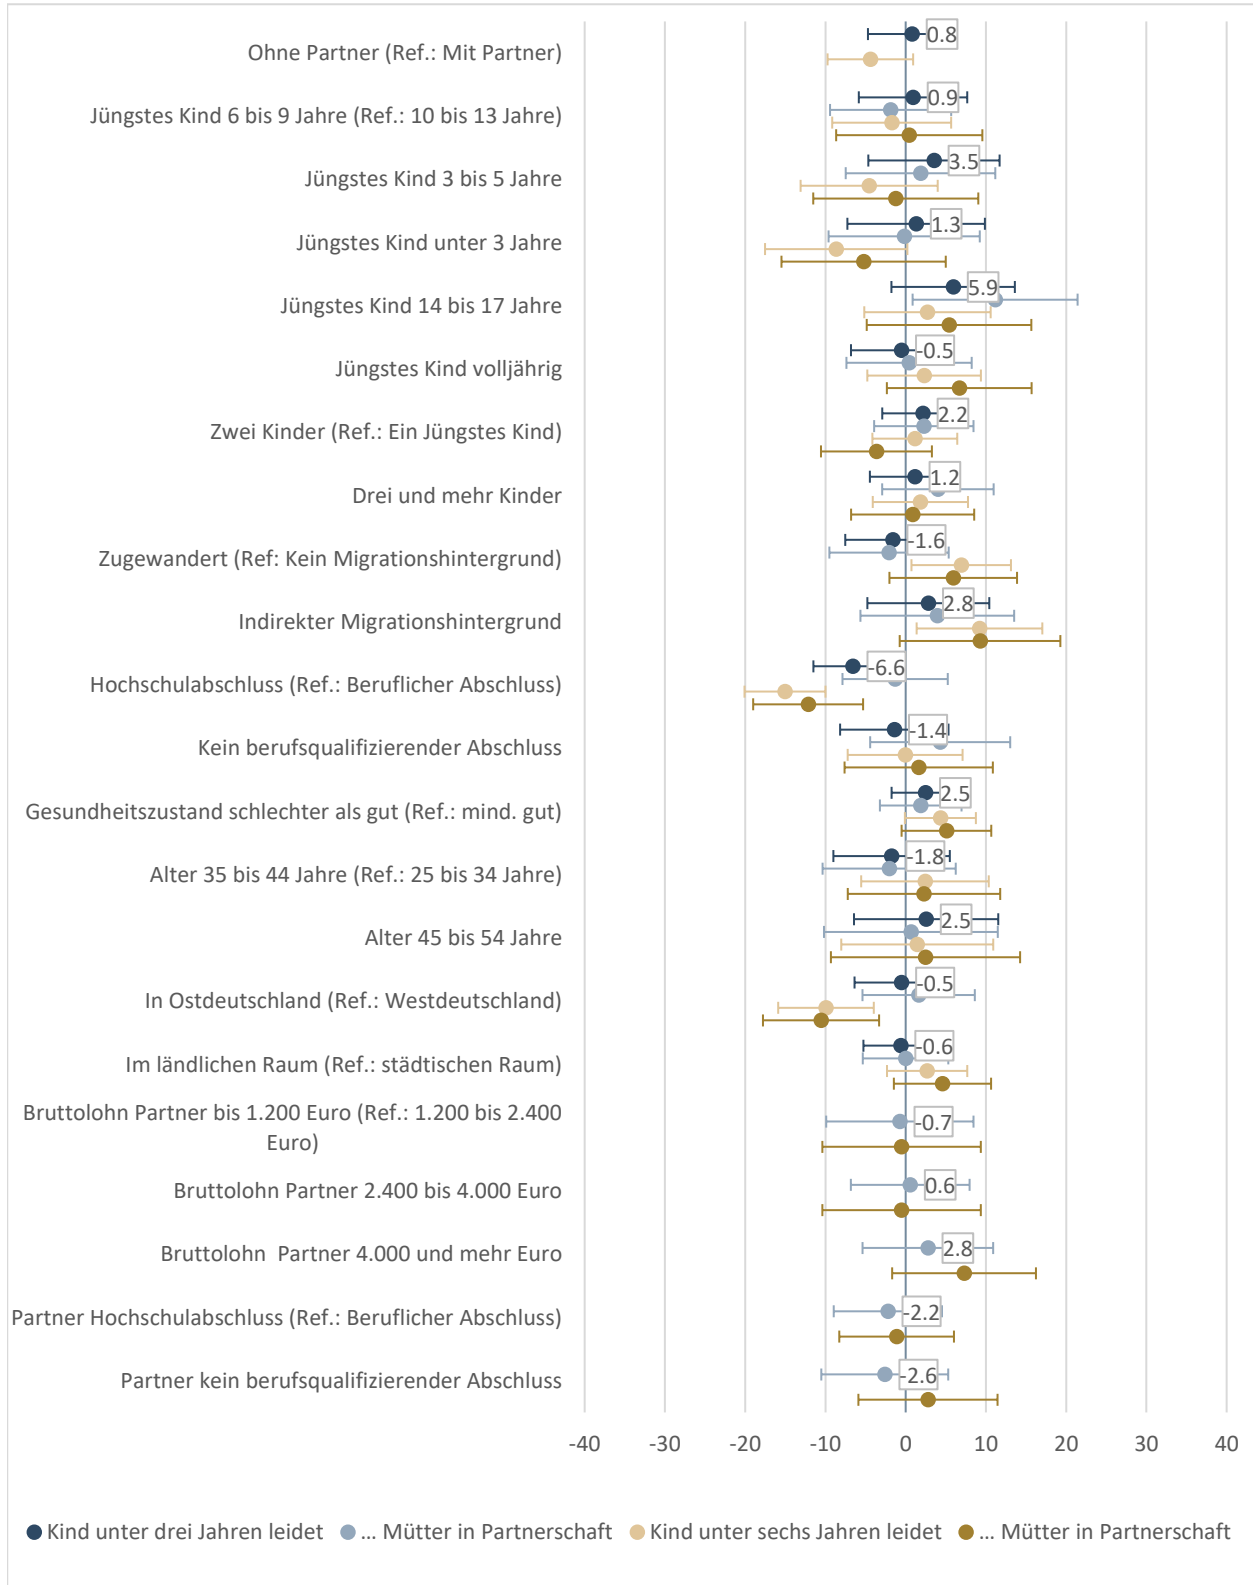 Ohne Partner (Ref.: Mit Partner)
0.8
Jüngstes Kind 6 bis 9 Jahre (Ref.: 10 bis 13 Jahre)
0.9
Jüngstes Kind 3 bis 5 Jahre
3.5
Jüngstes Kind unter 3 Jahre
1.3
Jüngstes Kind 14 bis 17 Jahre
5.9
Jüngstes Kind volljährig
-0.5
Zwei Kinder (Ref.: Ein Jüngstes Kind)
2.2
Drei und mehr Kinder
1.2
Zugewandert (Ref: Kein Migrationshintergrund)
-1.6
Indirekter Migrationshintergrund
2.8
Hochschulabschluss (Ref.: Beruflicher Abschluss)
-6.6
Kein berufsqualifizierender Abschluss
-1.4
Gesundheitszustand schlechter als gut (Ref.: mind. gut)
2.5
Alter 35 bis 44 Jahre (Ref.: 25 bis 34 Jahre)
-1.8
Alter 45 bis 54 Jahre
2.5
In Ostdeutschland (Ref.: Westdeutschland)
-0.5
Im ländlichen Raum (Ref.: städtischen Raum)
-0.6
Bruttolohn Partner bis 1.200 Euro (Ref.: 1.200 bis 2.400
Euro)
-0.7
Bruttolohn Partner 2.400 bis 4.000 Euro
0.6
Bruttolohn  Partner 4.000 und mehr Euro
2.8
Partner Hochschulabschluss (Ref.: Beruflicher Abschluss)
-2.2
Partner kein berufsqualifizierender Abschluss
-2.6
-40 -30 -20 -10 0 10 20 30 40
Kind unter drei Jahren leidet ... Mütter in Partnerschaft Kind unter sechs Jahren leidet ... Mütter in Partnerschaft